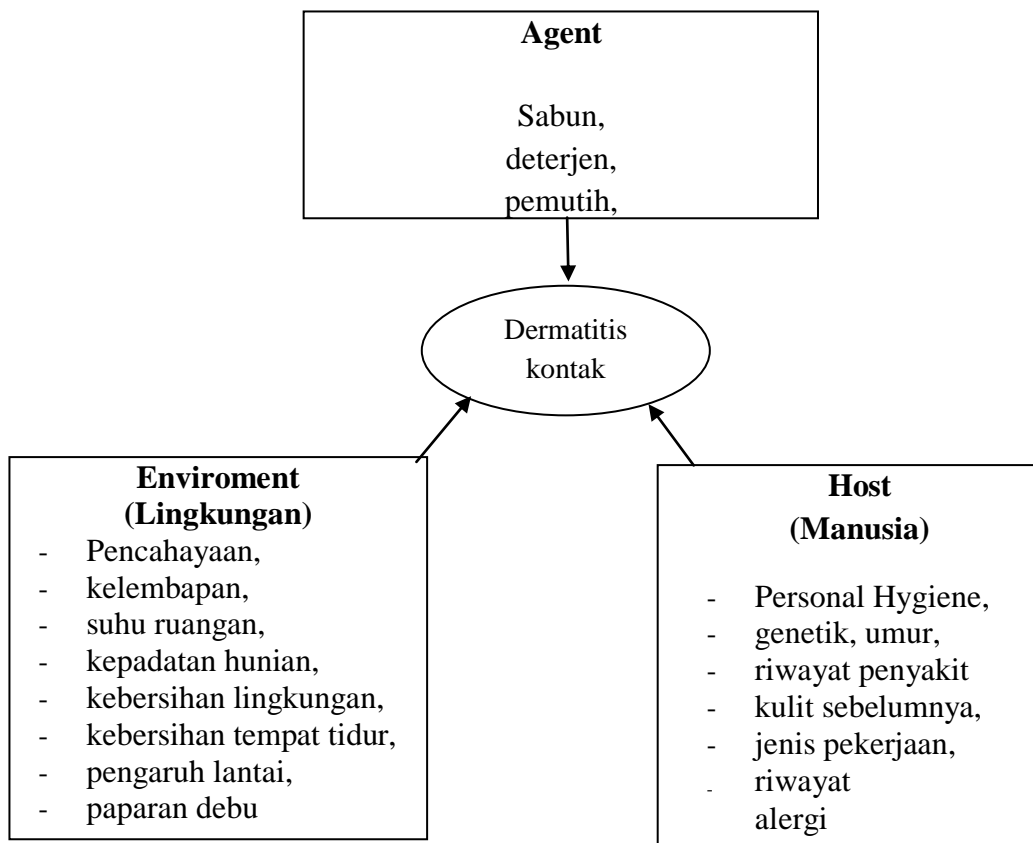 Agent
Sabun,
deterjen,
pemutih,
Dermatitis
kontak
Enviroment
(Lingkungan)
- Pencahayaan,
- kelembapan,
- suhu ruangan,
- kepadatan hunian,
- kebersihan lingkungan,
- kebersihan tempat tidur,
- pengaruh lantai,
- paparan debu
Host
(Manusia)
- Personal Hygiene,
- genetik, umur,
- riwayat penyakit
- kulit sebelumnya,
- jenis pekerjaan,
- riwayat
alergi